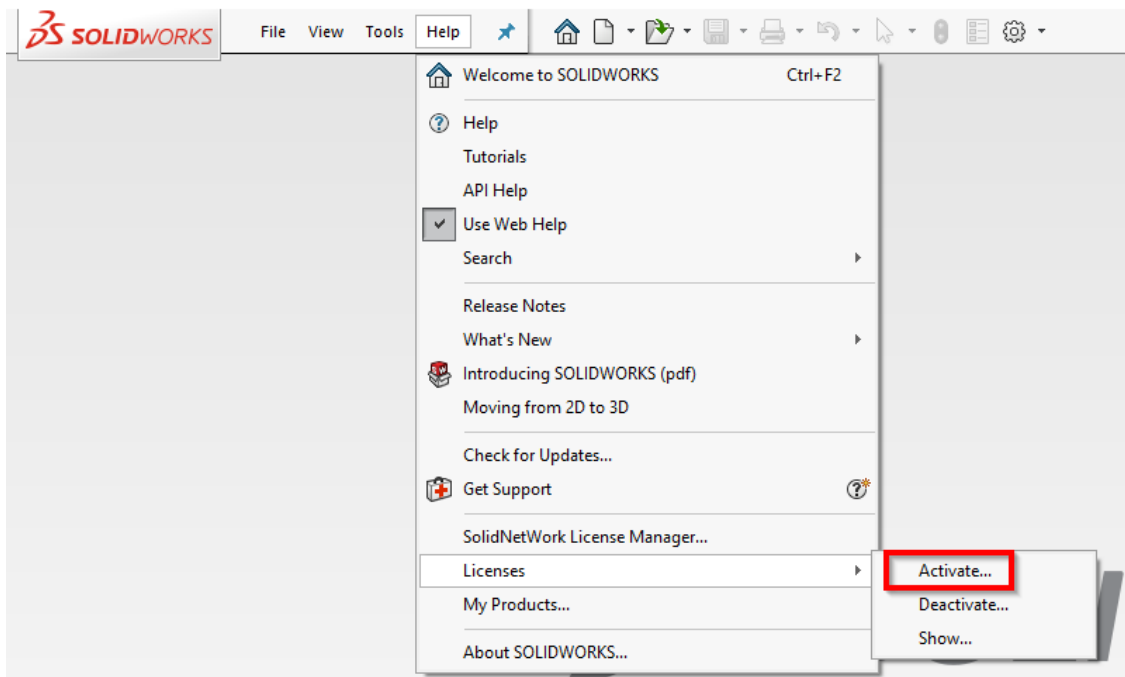 SOLIDWORKS File View Tools Help
Welcome to SOLIDWORKS Ctrl+F2
Help
Tutorials
API Help
Use Web Help
Search
Release Notes
What's New
Introducing SOLIDWORKS (pdf)
Moving from 2D to 3D
Check for Updates...
Get Support
SolidNetWork License Manager...
Licenses
Activate...
My Products...
Deactivate...
Show...
About SOLIDWORKS...